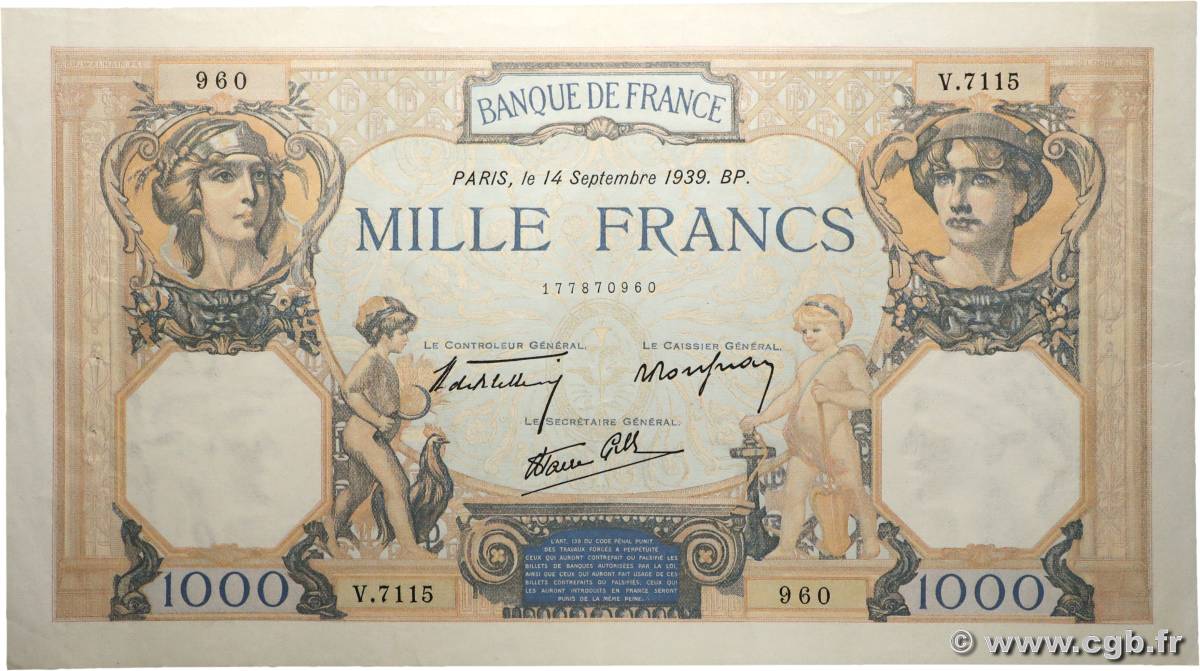 960
V.7115
BANQUE DE FRANCE
PARIS, le 14 Septembre 1939. BP.
MILLE FRANCS
177870960
LE CONTROLEUR GÉNÉRAL,
LE CAISSIER GÉNÉRAL,
LE SECRÉTAIRE GÉNÉRAL,
L'ART. 139 DU CODE PÉNAL PUNIT
DES TRAVAUX FORCÉS À PERPÉTUITÉ
CEUX QUI AURONT CONTREFAIT OU FALSIFIÉ LES
BILLETS DE BANQUES AUTORISÉES PAR LA LOI,
AINSI QUE CEUX QUI AURONT FAIT USAGE DE CES
BILLETS CONTREFAITS OU FALSIFIÉS. CEUX QUI
LES AURONT INTRODUITS EN FRANCE SERONT
PUNIS DE LA MÊME PEINE.
1000
V.7115
960
1000
© www.cgb.fr